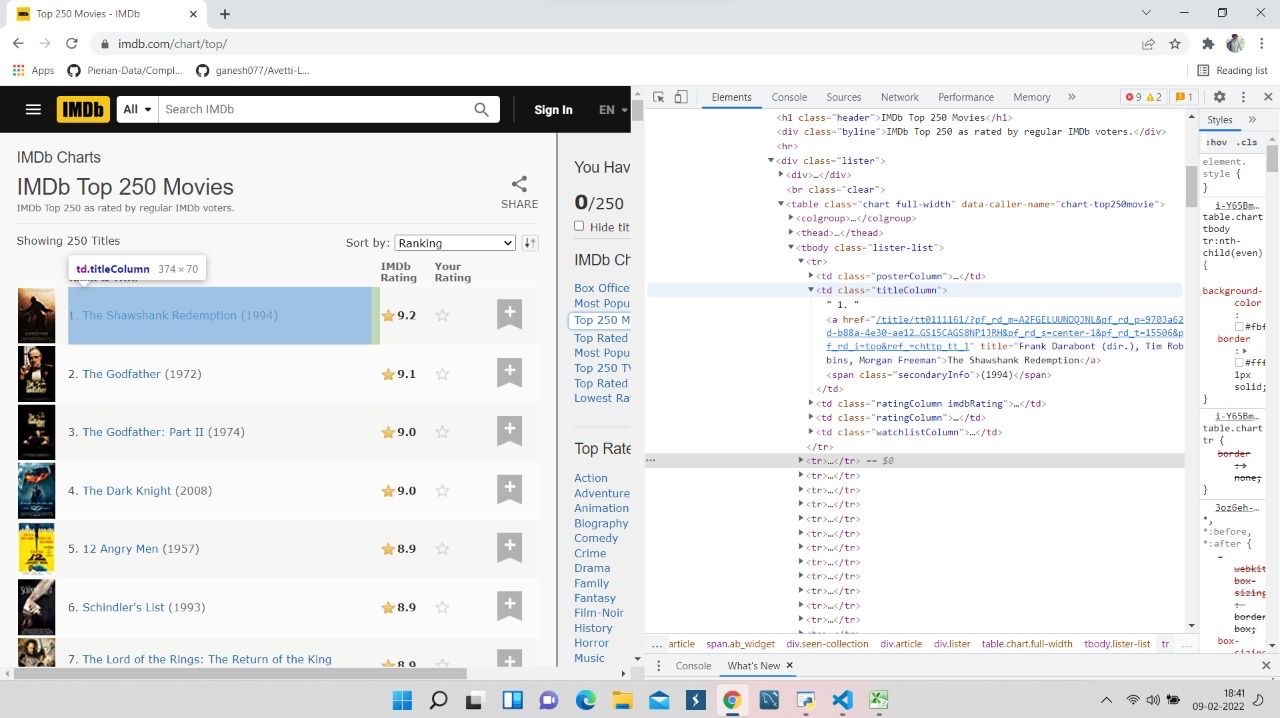 Top 250 Movies - IMDb
imdb.com/chart/top/
Apps Pierian-Data/Compl... ganesh077/Avetti-L...
Reading list
IMDb All Search IMDb Sign In EN
IMDb Charts
IMDb Top 250 Movies
IMDb Top 250 as rated by regular IMDb voters.
SHARE
Showing 250 Titles
Sort by: Ranking
td.titleColumn 374 × 70
IMDb Rating Your Rating
1. The Shawshank Redemption (1994) 9.2
2. The Godfather (1972) 9.1
3. The Godfather: Part II (1974) 9.0
4. The Dark Knight (2008) 9.0
5. 12 Angry Men (1957) 8.9
6. Schindler's List (1993) 8.9
7. The Lord of the Rings: The Return of the King 8.9
You Hav
0/250
Hide tit
IMDb Ch
Box Office
Most Popu
Top 250 M
Top Rated
Most Popu
Top 250 TV
Top Rated
Lowest Ra
Top Rate
Action
Adventure
Animation
Biography
Comedy
Crime
Drama
Family
Fantasy
Film-Noir
History
Horror
Music
Elements Console Sources Network Performance Memory » 9 2 1
<h1 class="header">IMDb Top 250 Movies</h1>
<div class="byline">IMDb Top 250 as rated by regular IMDb voters.</div>
<hr>
<div class="lister">
<div>…</div>
<br class="clear">
<table class="chart full-width" data-caller-name="chart-top250movie">
<colgroup>…</colgroup>
<thead>…</thead>
<tbody class="lister-list">
<tr>
<td class="posterColumn">…</td>
<td class="titleColumn">
" 1. "
<a href="/title/tt0111161/?pf_rd_m=A2FGELUUNOQJNL&pf_rd_p=9703a62
d-b88a-4e30-ae12 GS15CAGS8NP1JRH&pf_rd_s=center-1&pf_rd_t=15506&p
f_rd_i=top&ref_=chttp_tt_1" title="Frank Darabont (dir.), Tim Rob
bins, Morgan Freeman">The Shawshank Redemption</a>
<span class="secondaryInfo">(1994)</span>
</td>
<td class="ratingColumn imdbRating">…</td>
<td class="ratingColumn">…</td>
<td class="watchlistColumn">…</td>
</tr>
<tr>…</tr> == $0
<tr>…</tr>
<tr>…</tr>
<tr>…</tr>
<tr>…</tr>
<tr>…</tr>
<tr>…</tr>
<tr>…</tr>
<tr>…</tr>
<tr>…</tr>
<tr>…</tr>
<tr>…</tr>
<tr>…</tr>
... article span.ab_widget div.seen-collection div.article div.lister table.chart.full-width tbody.lister-list tr ...
Console What's New ×
Styles »
:hov .cls
element.
style {
}
i-Y65Bm…
table.chart
tr:nth-
child(even)
{
background-
color
:
#fbf
border
:
#fff
1px
solid;
}
i-Y65Bm…
table.chart
tr {
border
:
none;
}
3oz6eh-…
*,
*:before,
*:after {
webkit
box-
sizing
:
border
box;
box-
sizing
18:41
09-02-2022